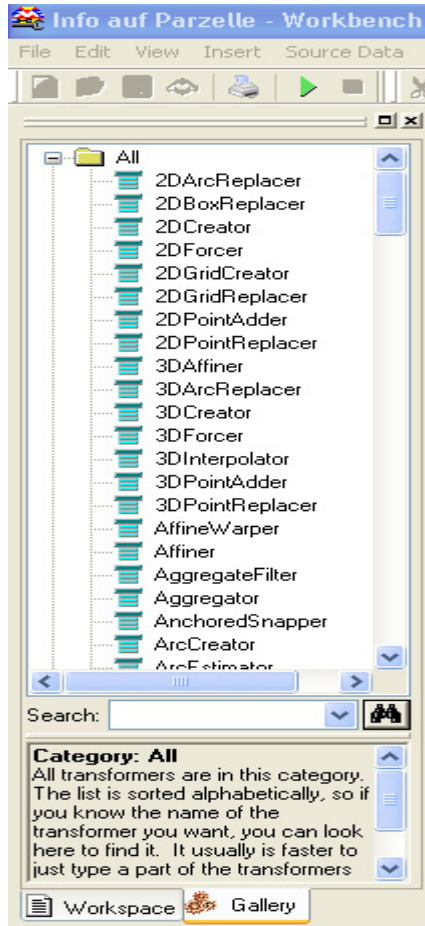 Info auf Parzelle - Workbench
File Edit View Insert Source Data
All
2DArcReplacer
2DBoxReplacer
2DCreator
2DForcer
2DGridCreator
2DGridReplacer
2DPointAdder
2DPointReplacer
3DAffiner
3DArcReplacer
3DCreator
3DForcer
3DInterpolator
3DPointAdder
3DPointReplacer
AffineWarper
Affiner
AggregateFilter
Aggregator
AnchoredSnapper
ArcCreator
ArcEstimator
Search:
Category: All
All transformers are in this category.
The list is sorted alphabetically, so if
you know the name of the
transformer you want, you can look
here to find it. It usually is faster to
just type a part of the transformers
Workspace Gallery